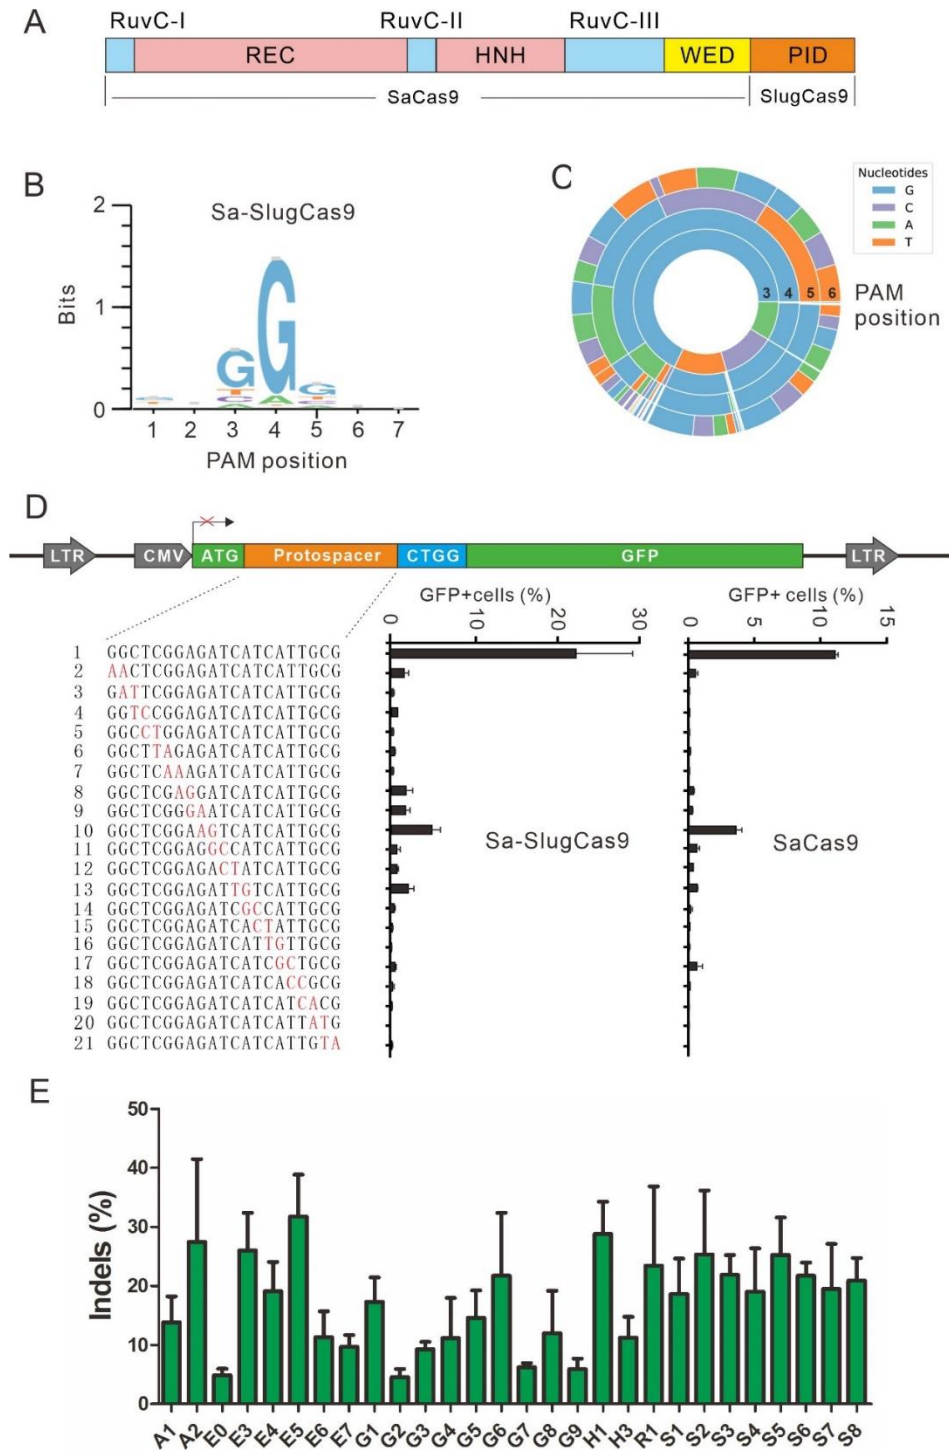 A
RuvC-I RuvC-II RuvC-III
REC HNH WED PID
SaCas9 SlugCas9
B
Sa-SlugCas9
2
1
0
Bits
G T C A G A G T C
1 2 3 4 5 6 7
PAM position
C
Nucleotides
G
C
A
T
3 4 5 6
PAM
position
D
LTR CMV ATG Protospacer CTGG GFP LTR
GFP+cells (%)
0 10 20 30
GFP+ cells (%)
0 5 10 15
1 GGCTCGGAGATCATCATTGCG
2 AACTCGGAGATCATCATTGCG
3 GATTCGGAGATCATCATTGCG
4 GGTCCGGAGATCATCATTGCG
5 GGCCTGGAGATCATCATTGCG
6 GGCTTAGAGATCATCATTGCG
7 GGCTCAAAGATCATCATTGCG
8 GGCTCGAGGATCATCATTGCG
9 GGCTCGGGAATCATCATTGCG
10 GGCTCGGAAGTCATCATTGCG
11 GGCTCGGAGGCCATCATTGCG
12 GGCTCGGAGACTATCATTGCG
13 GGCTCGGAGATTGTCATTGCG
14 GGCTCGGAGATCGCCATTGCG
15 GGCTCGGAGATCACTATTGCG
16 GGCTCGGAGATCATTGTTGCG
17 GGCTCGGAGATCATCGCTGCG
18 GGCTCGGAGATCATCACCGCG
19 GGCTCGGAGATCATCATCACG
20 GGCTCGGAGATCATCATTATG
21 GGCTCGGAGATCATCATTGTA
Sa-SlugCas9
SaCas9
E
Indels (%)
50
40
30
20
10
0
A1 A2 E0 E3 E4 E5 E6 E7 G1 G2 G3 G4 G5 G6 G7 G8 G9 H1 H3 R1 S1 S2 S3 S4 S5 S6 S7 S8